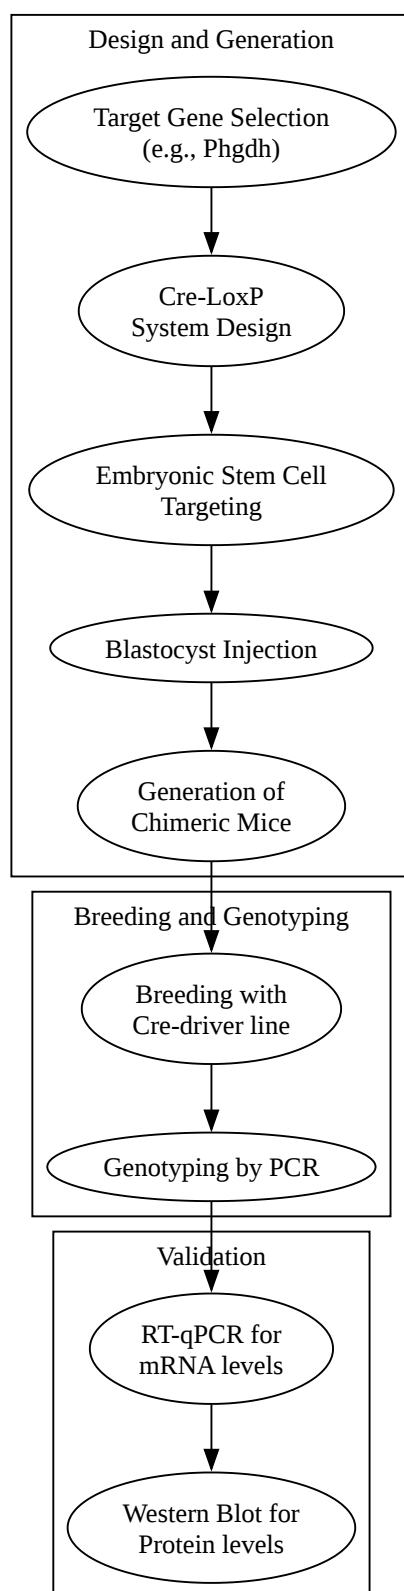 Design and Generation
Target Gene Selection
(e.g., Phgdh)
Cre-LoxP
System Design
Embryonic Stem Cell
Targeting
Blastocyst Injection
Generation of
Chimeric Mice
Breeding and Genotyping
Breeding with
Cre-driver line
Genotyping by PCR
Validation
RT-qPCR for
mRNA levels
Western Blot for
Protein levels